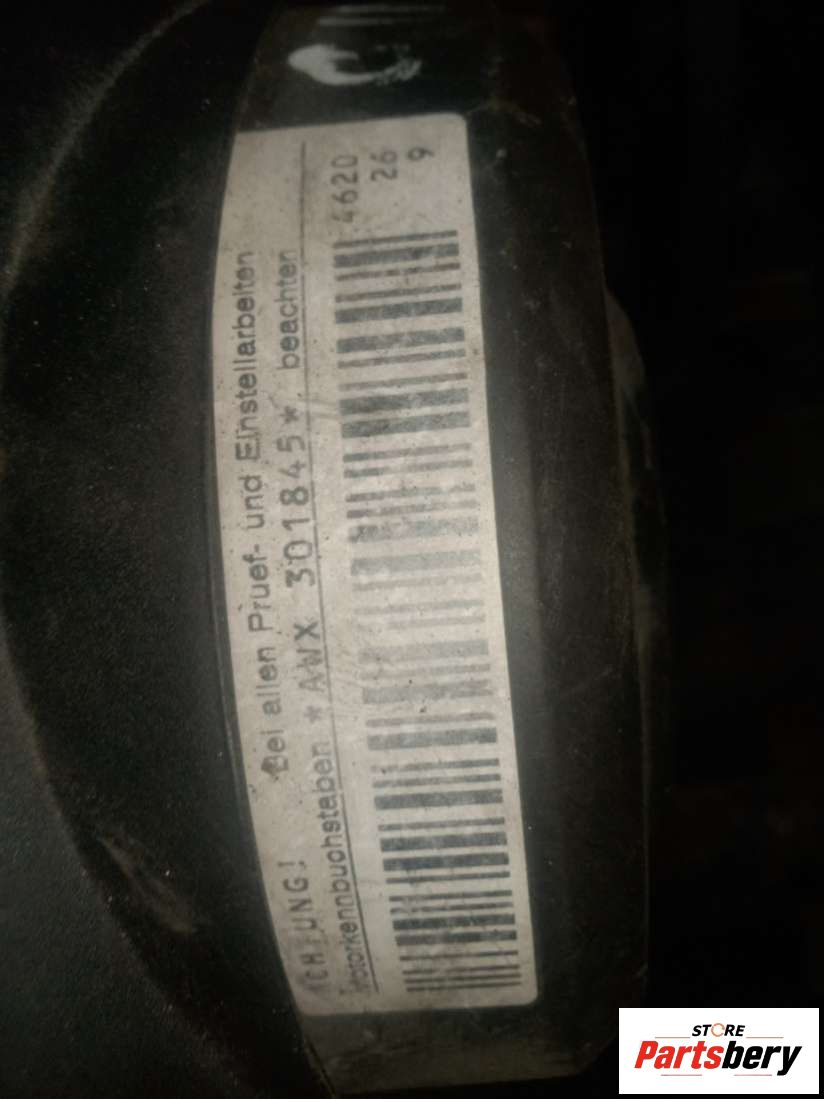 ACHTUNG! Bei allen Pruef- und Einstellarbeiten
Motorkennbuchstaben *AWX 301845* beachten
4620
26
9
STORE
Partsbery